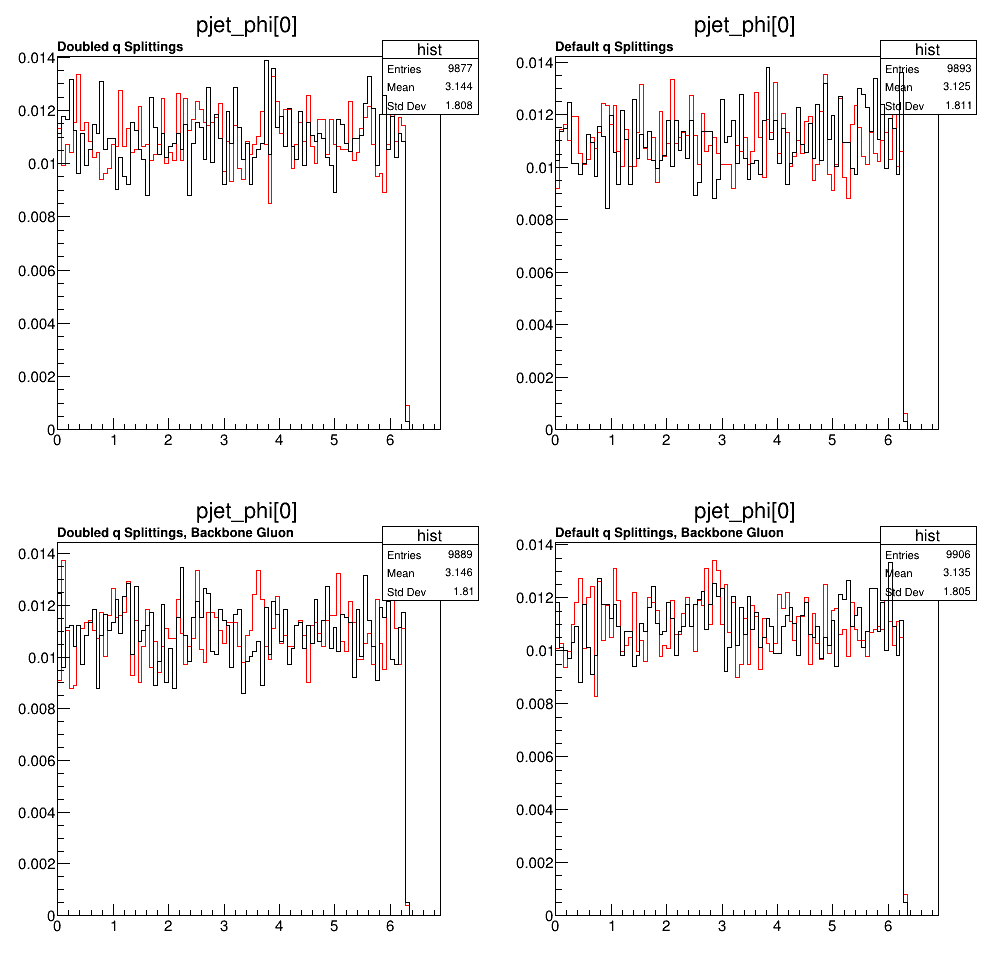 pjet_phi[0]
Doubled q Splittings
hist
Entries 9877
Mean 3.144
Std Dev 1.808
0.014
0.012
0.01
0.008
0.006
0.004
0.002
0
0 1 2 3 4 5 6
pjet_phi[0]
Default q Splittings
hist
Entries 9893
Mean 3.125
Std Dev 1.811
0.014
0.012
0.01
0.008
0.006
0.004
0.002
0
0 1 2 3 4 5 6
pjet_phi[0]
Doubled q Splittings, Backbone Gluon
hist
Entries 9889
Mean 3.146
Std Dev 1.81
0.014
0.012
0.01
0.008
0.006
0.004
0.002
0
0 1 2 3 4 5 6
pjet_phi[0]
Default q Splittings, Backbone Gluon
hist
Entries 9906
Mean 3.135
Std Dev 1.805
0.014
0.012
0.01
0.008
0.006
0.004
0.002
0
0 1 2 3 4 5 6